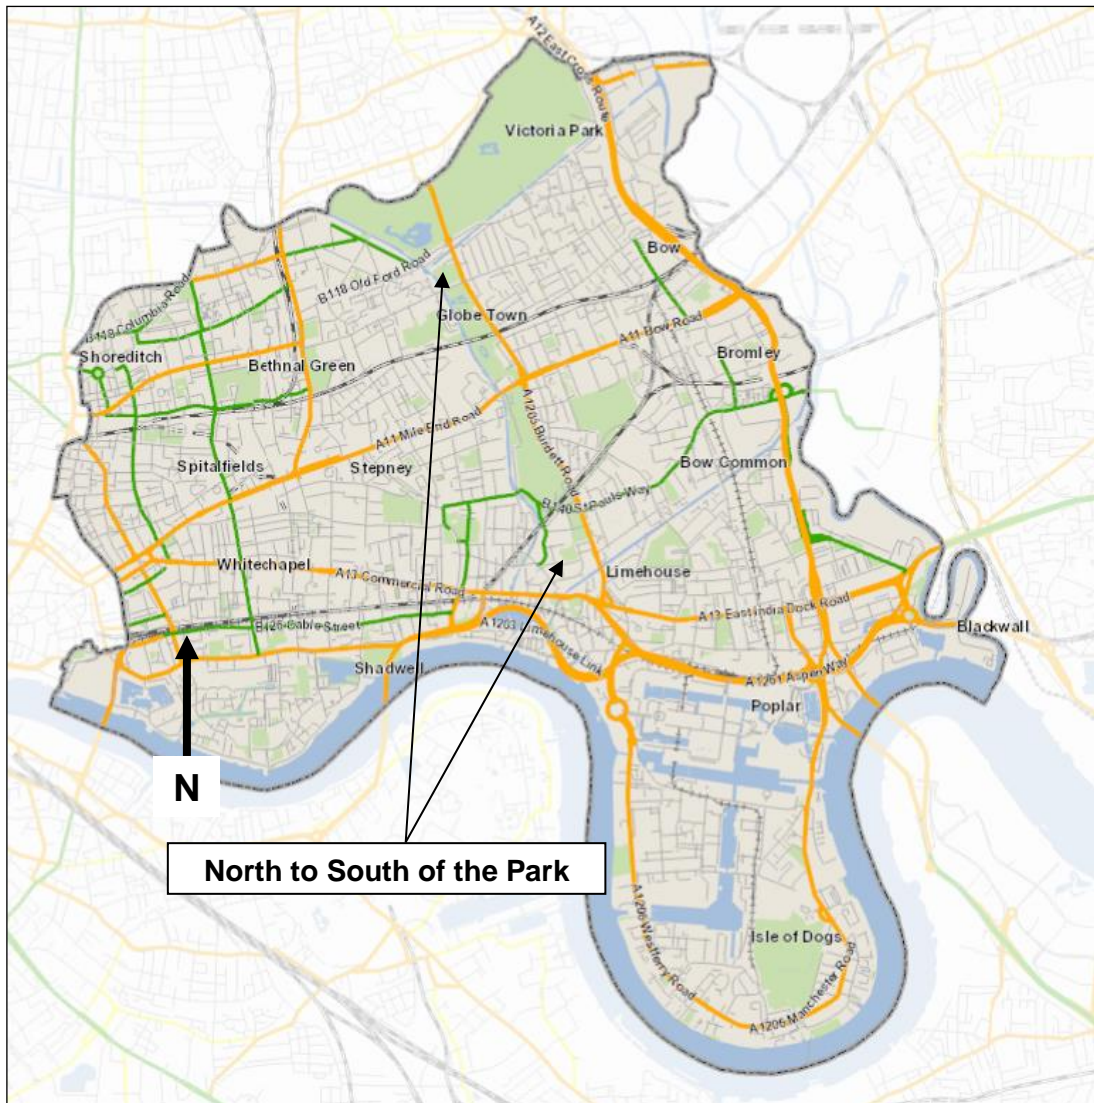 A12 East Cross Route
Victoria Park
Bow
B118 Old Ford Road
B118 Columbia Road
Globe Town
A11 Bow Road
Shoreditch
Bethnal Green
Bromley
A1205 Burdett Road
A11 Mile End Road
Spitalfields
Stepney
Bow Common
B140 St Pauls Way
Whitechapel
A13 Commercial Road
Limehouse
A13 East India Dock Road
B126 Cable Street
A1203 Limehouse Link
Blackwall
Shadwell
A1261 Aspen Way
Poplar
N
North to South of the Park
A1206 Westferry Road
Isle of Dogs
A1206 Manchester Road